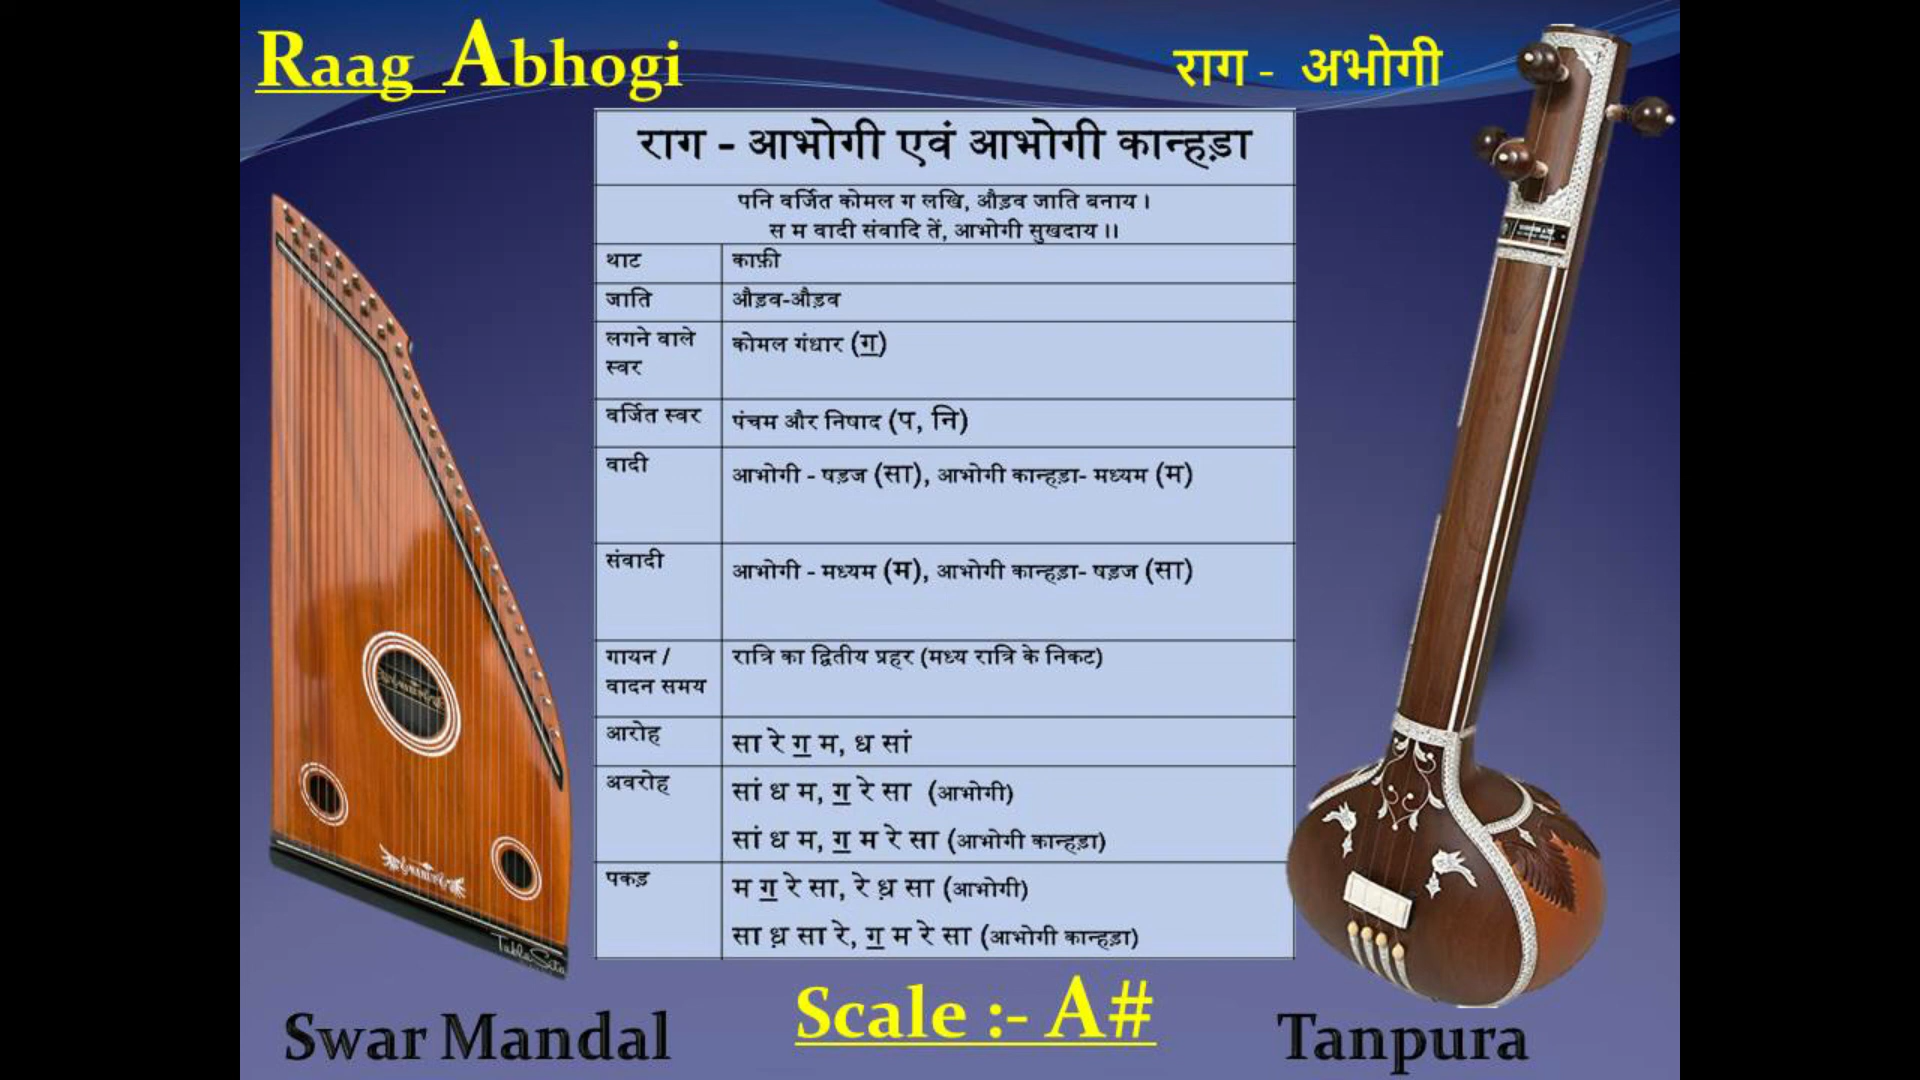 Raag Abhogi
राग - अभोगी
राग - आभोगी एवं आभोगी कान्हड़ा
पनि वर्जित कोमल ग लखि, औड़व जाति बनाय ।
स म वादी संवादि तें, आभोगी सुखदाय ।।
थाट काफ़ी
जाति औड़व-औड़व
लगने वाले स्वर कोमल गंधार (ग॒)
वर्जित स्वर पंचम और निषाद (प, नि)
वादी आभोगी - षड़ज (सा), आभोगी कान्हड़ा- मध्यम (म)
संवादी आभोगी - मध्यम (म), आभोगी कान्हड़ा- षड़ज (सा)
गायन / वादन समय रात्रि का द्वितीय प्रहर (मध्य रात्रि के निकट)
आरोह सा रे ग॒ म, ध सां
अवरोह सां ध म, ग॒ रे सा (आभोगी)
सां ध म, ग॒ म रे सा (आभोगी कान्हड़ा)
पकड़ म ग॒ रे सा, रे ध़ सा (आभोगी)
सा ध़ सा रे, ग॒ म रे सा (आभोगी कान्हड़ा)
Scale :- A#
Swar Mandal
Tanpura